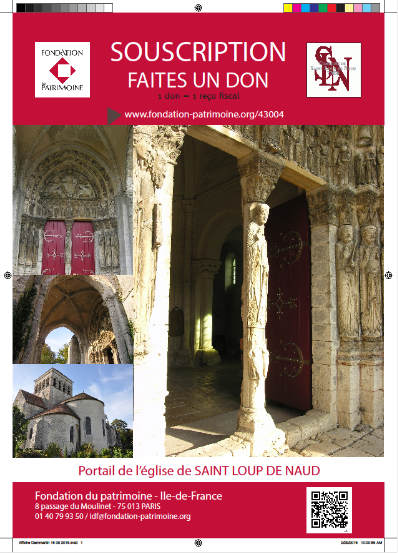 SOUSCRIPTION
FAITES UN DON
1 don = 1 reçu fiscal
www.fondation-patrimoine.org/43004
FONDATION
PATRIMOINE
SLN
Portail de l'église de SAINT LOUP DE NAUD
Fondation du patrimoine - Ile-de-France
8 passage du Moulinet - 75 013 PARIS
01 40 79 93 50 / idf@fondation-patrimoine.org